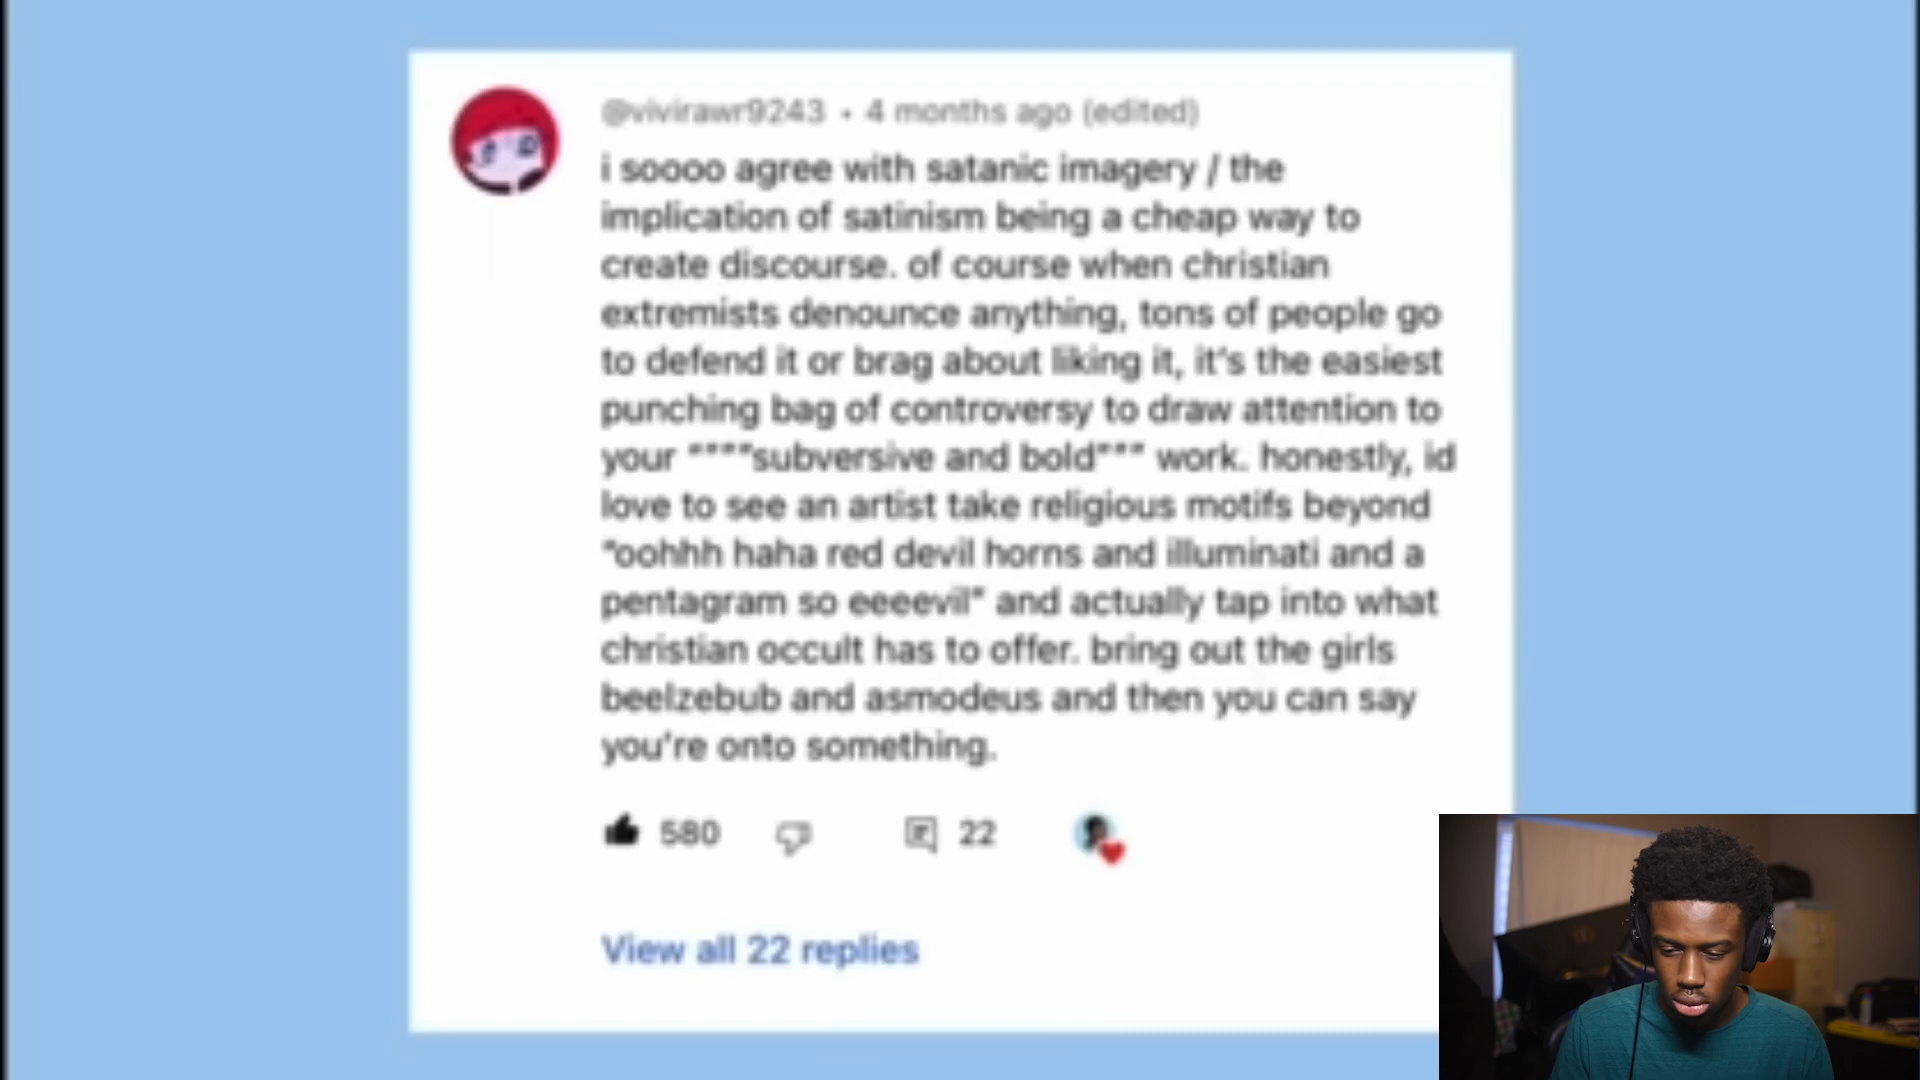 @vivirawr9243 • 4 months ago (edited)
i soooo agree with satanic imagery / the
implication of satinism being a cheap way to
create discourse. of course when christian
extremists denounce anything, tons of people go
to defend it or brag about liking it, it's the easiest
punching bag of controversy to draw attention to
your """"subversive and bold""" work. honestly, id
love to see an artist take religious motifs beyond
"oohhh haha red devil horns and illuminati and a
pentagram so eeeevil" and actually tap into what
christian occult has to offer. bring out the girls
beelzebub and asmodeus and then you can say
you're onto something.
580 22
View all 22 replies